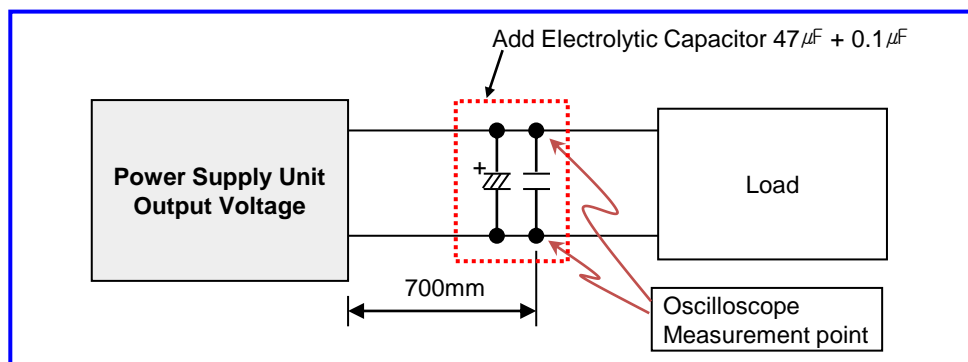 Add Electrolytic Capacitor 47㎌ + 0.1㎌
Power Supply Unit
Output Voltage
+
Load
700mm
Oscilloscope
Measurement point